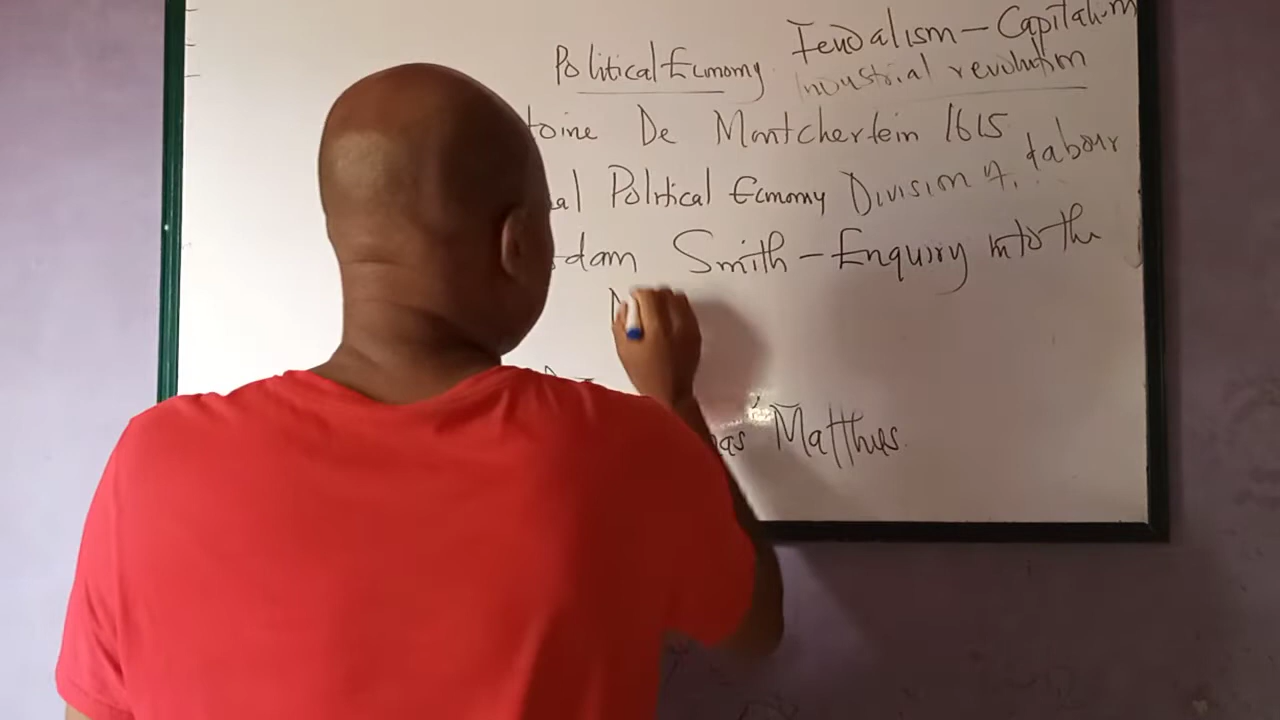 Feudalism - Capitalism
Political Economy
Industrial revolution
toine De Montchertein 1615
al Political Economy Division of labour
dam Smith - Enquiry into the
N
as' Matthus.